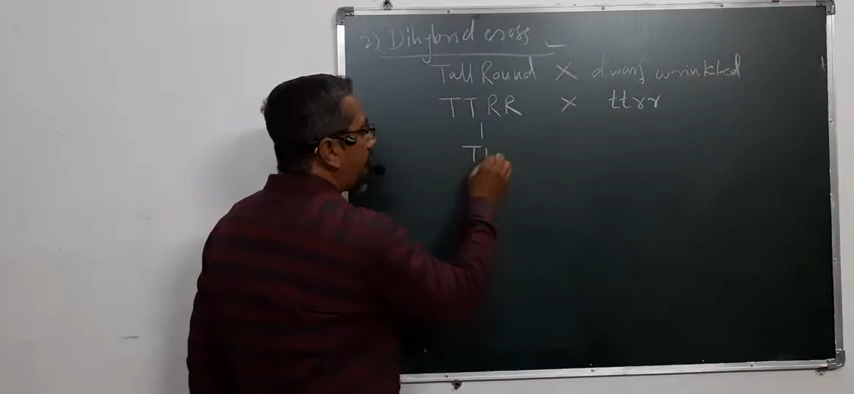 2) Dihybrid cross
Tall Round X dwarf wrinkled
TTRR x ttrr
T